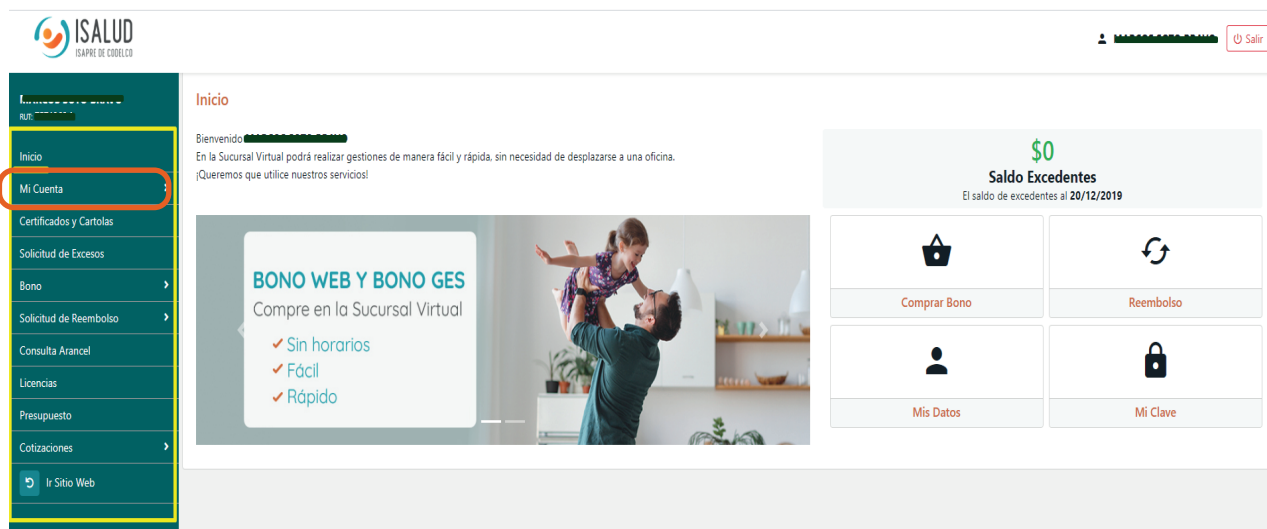 ISALUD
ISAPRE DE CODELCO
Salir
RUT:
Inicio
Mi Cuenta
Certificados y Cartolas
Solicitud de Excesos
Bono
Solicitud de Reembolso
Consulta Arancel
Licencias
Presupuesto
Cotizaciones
Ir Sitio Web
Inicio
Bienvenido
En la Sucursal Virtual podrá realizar gestiones de manera fácil y rápida, sin necesidad de desplazarse a una oficina.
¡Queremos que utilice nuestros servicios!
BONO WEB Y BONO GES
Compre en la Sucursal Virtual
Sin horarios
Fácil
Rápido
$0
Saldo Excedentes
El saldo de excedentes al 20/12/2019
Comprar Bono
Reembolso
Mis Datos
Mi Clave